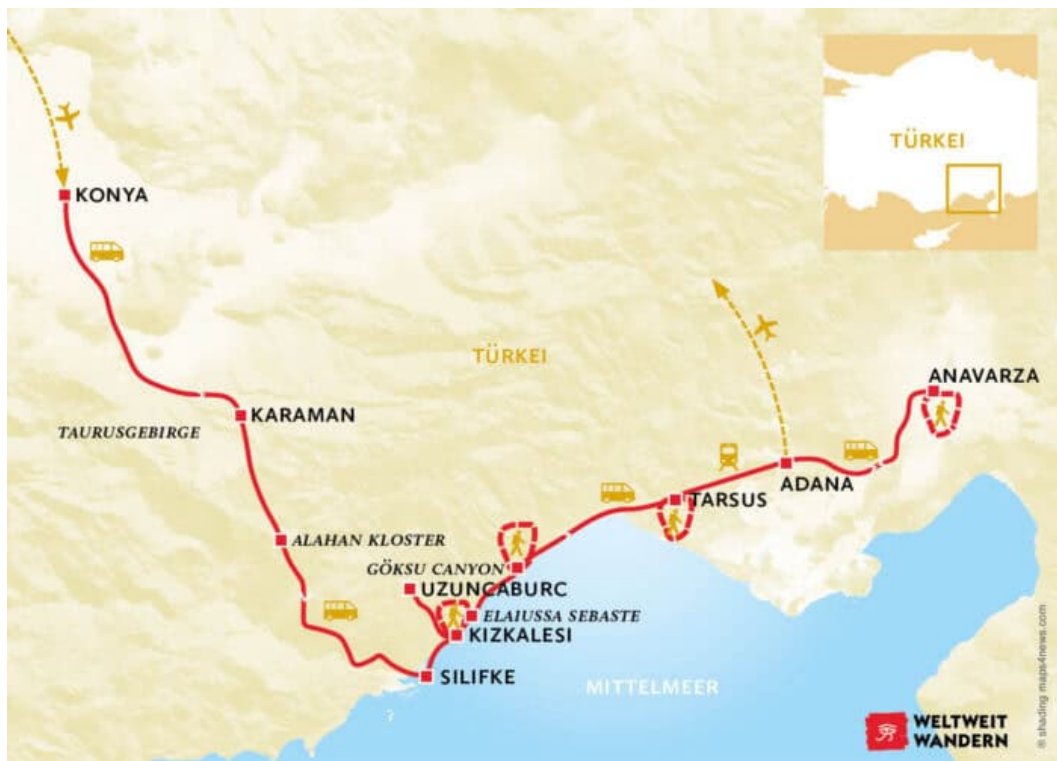 TÜRKEI
KONYA
TÜRKEI
ANAVARZA
KARAMAN
TAURUSGEBIRGE
ADANA
TARSUS
ALAHAN KLOSTER
GÖKSU CANYON
UZUNCABURC
ELAIUSSA SEBASTE
KIZKALESI
SILIFKE
MITTELMEER
?
WELTWEIT
WANDERN
® shading maps4news.com